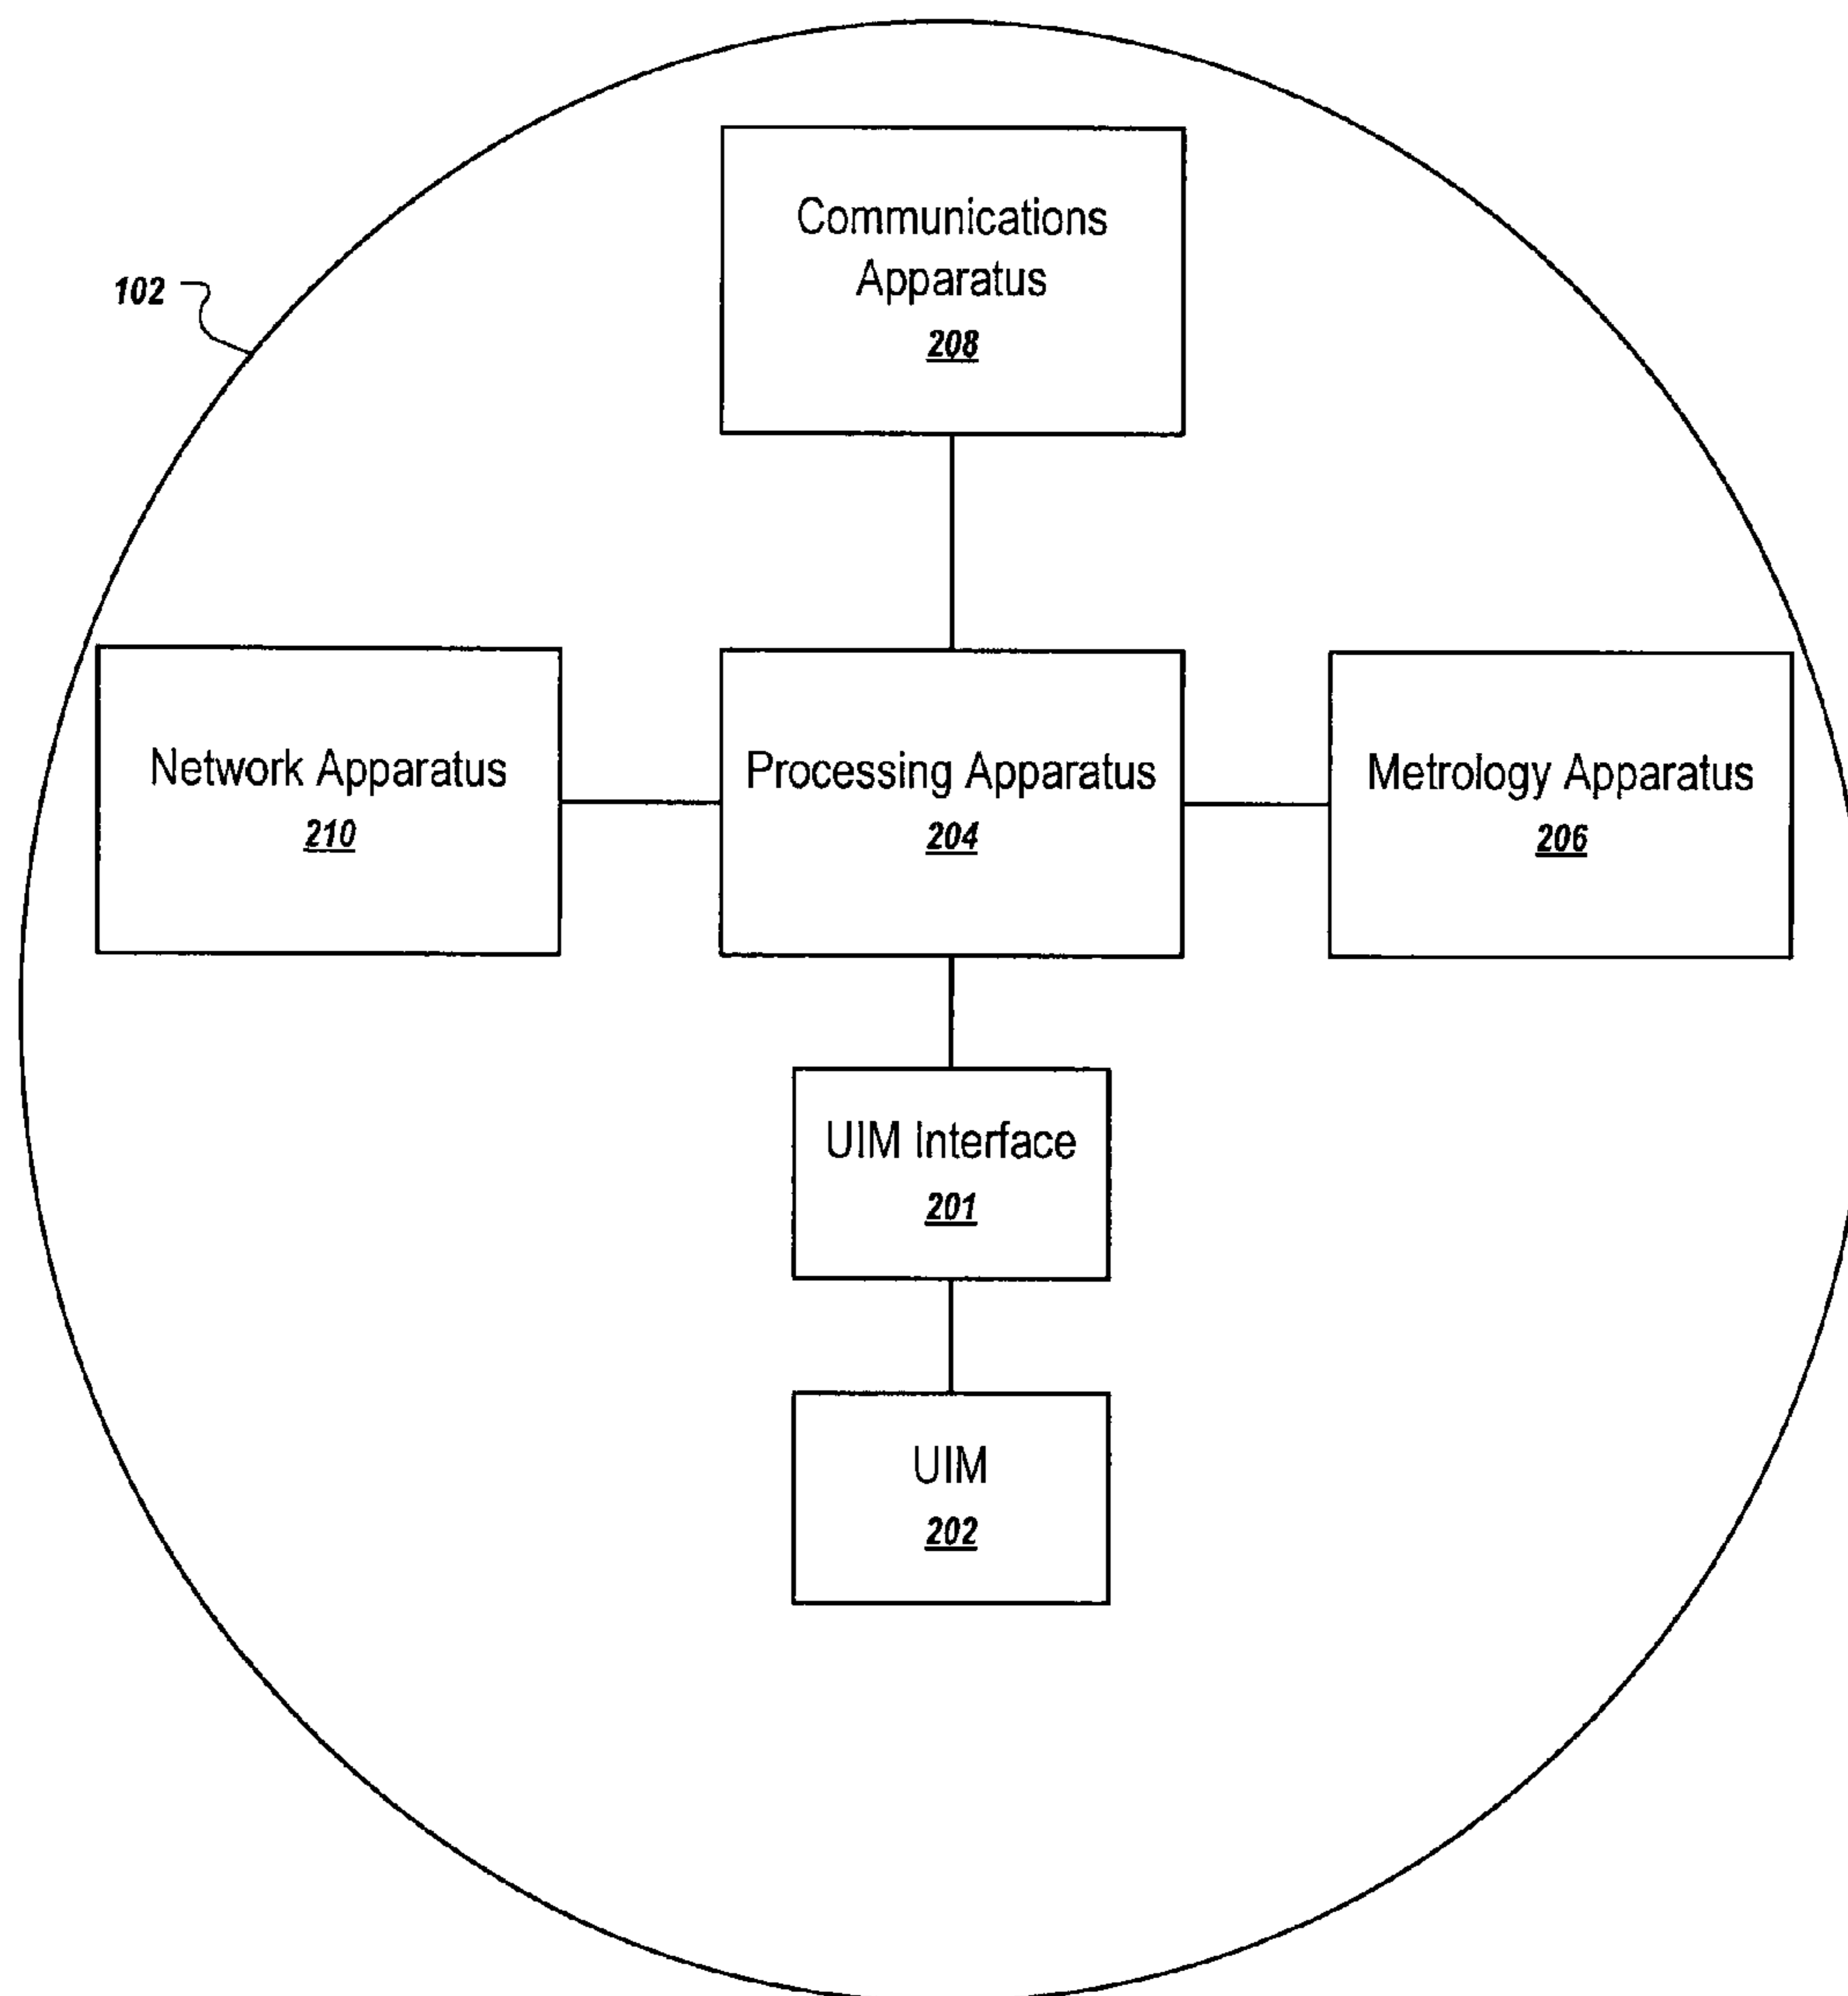 Communications
Apparatus
208
102
Network Apparatus
210
Processing Apparatus
204
Metrology Apparatus
206
UIM Interface
201
UIM
202